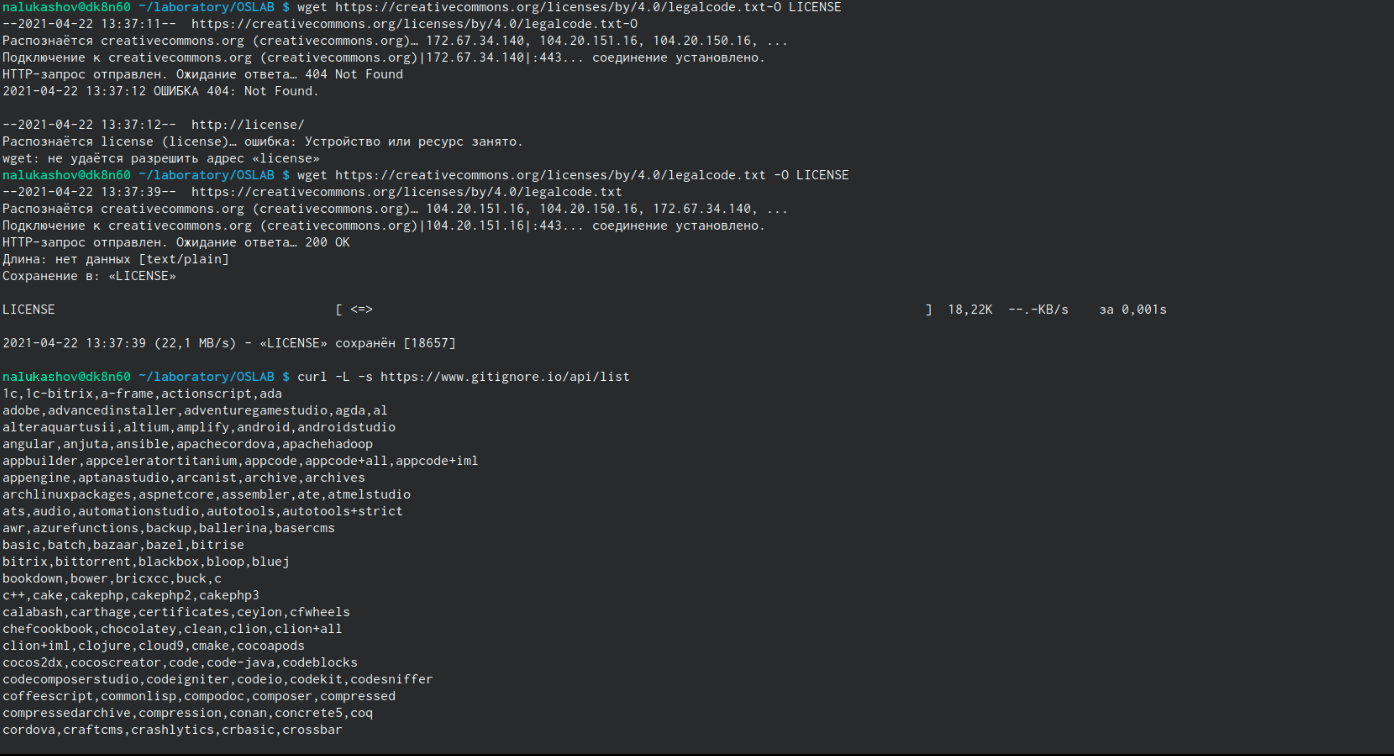 nalukashov@dk8n60 ~/laboratory/OSLAB $ wget https://creativecommons.org/licenses/by/4.0/legalcode.txt-O LICENSE
--2021-04-22 13:37:11--  https://creativecommons.org/licenses/by/4.0/legalcode.txt-O
Распознаётся creativecommons.org (creativecommons.org)… 172.67.34.140, 104.20.151.16, 104.20.150.16, ...
Подключение к creativecommons.org (creativecommons.org)|172.67.34.140|:443... соединение установлено.
HTTP-запрос отправлен. Ожидание ответа… 404 Not Found
2021-04-22 13:37:12 ОШИБКА 404: Not Found.
--2021-04-22 13:37:12--  http://license/
Распознаётся license (license)… ошибка: Устройство или ресурс занято.
wget: не удаётся разрешить адрес «license»
nalukashov@dk8n60 ~/laboratory/OSLAB $ wget https://creativecommons.org/licenses/by/4.0/legalcode.txt -O LICENSE
--2021-04-22 13:37:39--  https://creativecommons.org/licenses/by/4.0/legalcode.txt
Распознаётся creativecommons.org (creativecommons.org)… 104.20.151.16, 104.20.150.16, 172.67.34.140, ...
Подключение к creativecommons.org (creativecommons.org)|104.20.151.16|:443... соединение установлено.
HTTP-запрос отправлен. Ожидание ответа… 200 OK
Длина: нет данных [text/plain]
Сохранение в: «LICENSE»
LICENSE [ <=> ] 18,22K --.-KB/s за 0,001s
2021-04-22 13:37:39 (22,1 MB/s) - «LICENSE» сохранён [18657]
nalukashov@dk8n60 ~/laboratory/OSLAB $ curl -L -s https://www.gitignore.io/api/list
1c,1c-bitrix,a-frame,actionscript,ada
adobe,advancedinstaller,adventuregamestudio,agda,al
alteraquartusii,altium,amplify,android,androidstudio
angular,anjuta,ansible,apachecordova,apachehadoop
appbuilder,appceleratortitanium,appcode,appcode+all,appcode+iml
appengine,aptanastudio,arcanist,archive,archives
archlinuxpackages,aspnetcore,assembler,ate,atmelstudio
ats,audio,automationstudio,autotools,autotools+strict
awr,azurefunctions,backup,ballerina,basercms
basic,batch,bazaar,bazel,bitrise
bitrix,bittorrent,blackbox,bloop,bluej
bookdown,bower,bricxcc,buck,c
c++,cake,cakephp,cakephp2,cakephp3
calabash,carthage,certificates,ceylon,cfwheels
chefcookbook,chocolatey,clean,clion,clion+all
clion+iml,clojure,cloud9,cmake,cocoapods
cocos2dx,cocoscreator,code,code-java,codeblocks
codecomposerstudio,codeigniter,codeio,codekit,codesniffer
coffeescript,commonlisp,compodoc,composer,compressed
compressedarchive,compression,conan,concrete5,coq
cordova,craftcms,crashlytics,crbasic,crossbar